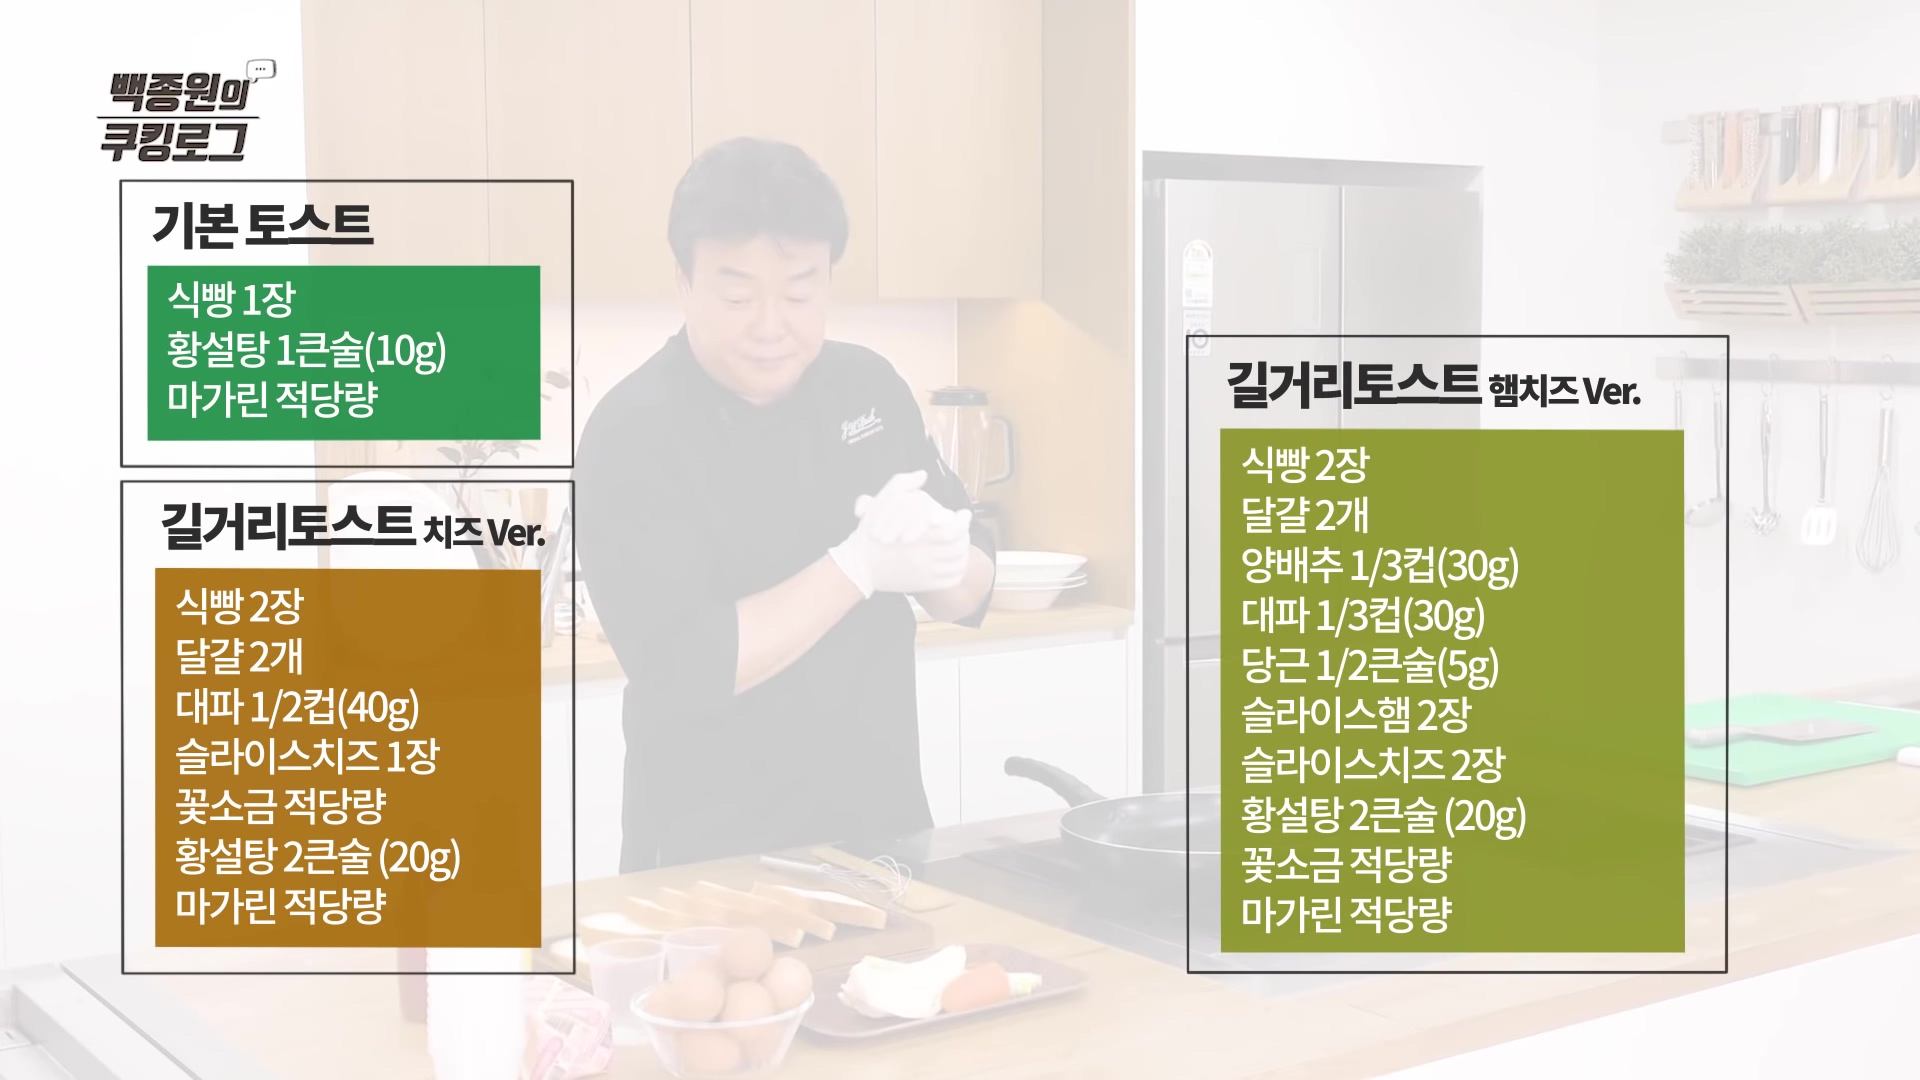 백종원의
쿠킹로그
기본 토스트
식빵 1장
황설탕 1큰술(10g)
마가린 적당량
길거리토스트 치즈 Ver.
식빵 2장
달걀 2개
대파 1/2컵(40g)
슬라이스치즈 1장
꽃소금 적당량
황설탕 2큰술 (20g)
마가린 적당량
길거리토스트 햄치즈 Ver.
식빵 2장
달걀 2개
양배추 1/3컵(30g)
대파 1/3컵(30g)
당근 1/2큰술(5g)
슬라이스햄 2장
슬라이스치즈 2장
황설탕 2큰술 (20g)
꽃소금 적당량
마가린 적당량